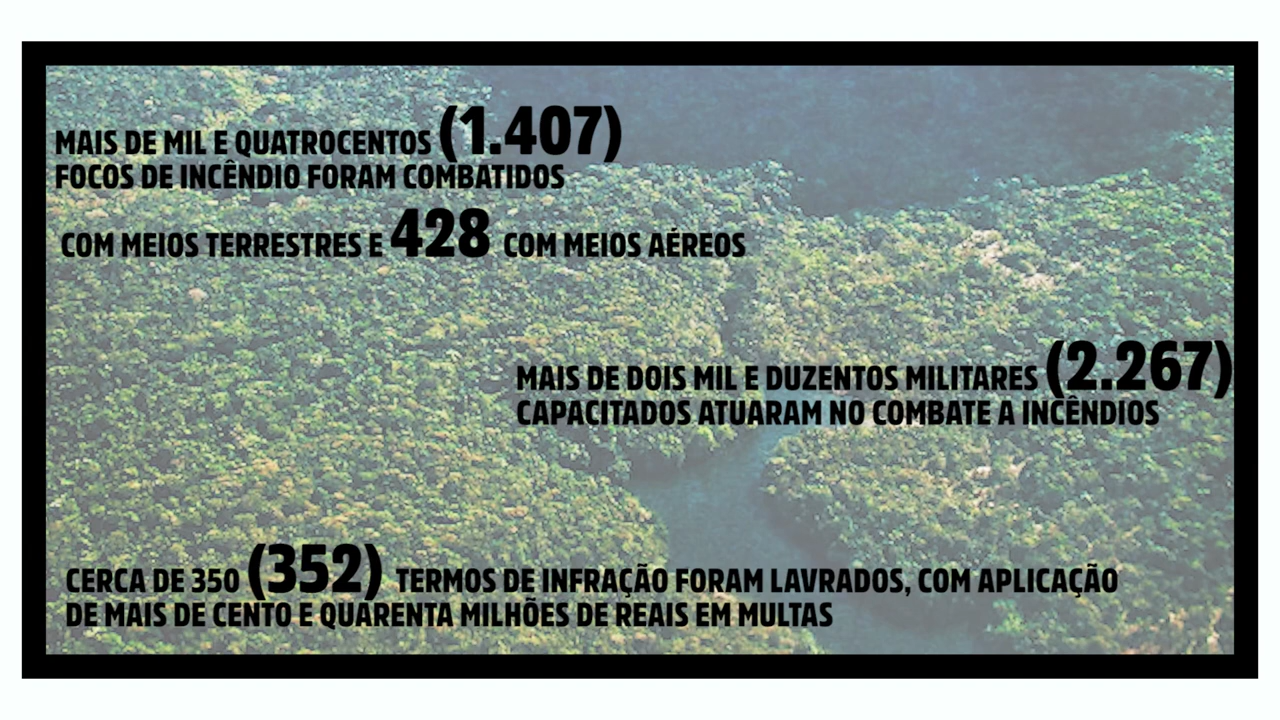 MAIS DE MIL E QUATROCENTOS (1.407)
FOCOS DE INCÊNDIO FORAM COMBATIDOS
COM MEIOS TERRESTRES E 428 COM MEIOS AÉREOS
MAIS DE DOIS MIL E DUZENTOS MILITARES (2.267)
CAPACITADOS ATUARAM NO COMBATE A INCÊNDIOS
CERCA DE 350 (352) TERMOS DE INFRAÇÃO FORAM LAVRADOS, COM APLICAÇÃO
DE MAIS DE CENTO E QUARENTA MILHÕES DE REAIS EM MULTAS